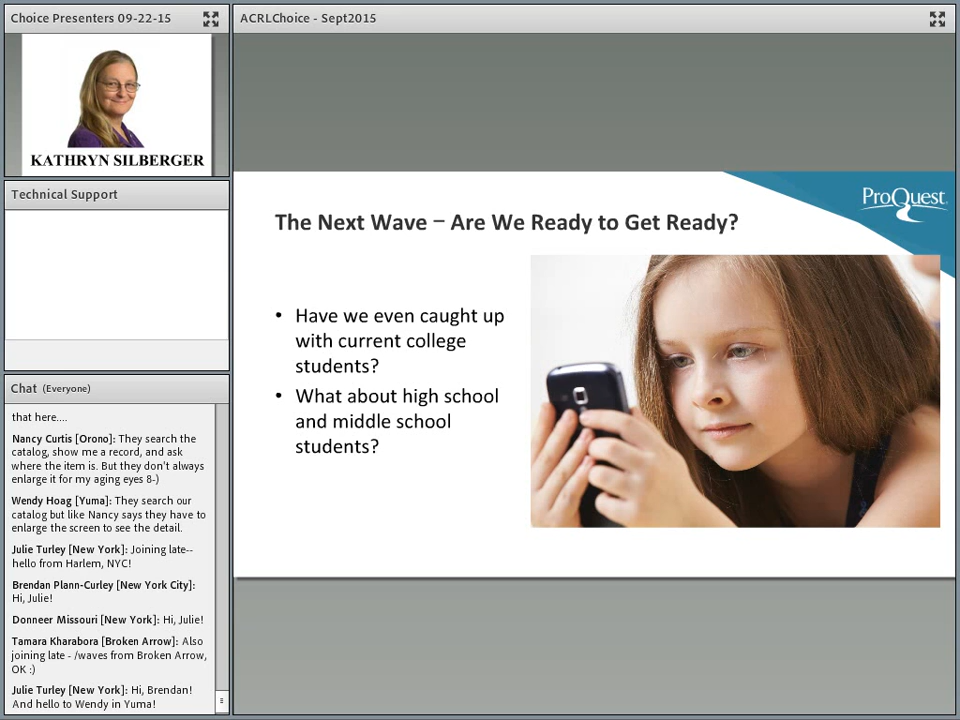 Choice Presenters 09-22-15
KATHRYN SILBERGER
Technical Support
Chat (Everyone)
that here....
Nancy Curtis [Orono]: They search the
catalog, show me a record, and ask
where the item is. But they don't always
enlarge it for my aging eyes 8-)
Wendy Hoag [Yuma]: They search our
catalog but like Nancy says they have to
enlarge the screen to see the detail.
Julie Turley [New York]: Joining late--
hello from Harlem, NYC!
Brendan Plann-Curley [New York City]:
Hi, Julie!
Donneer Missouri [New York]: Hi, Julie!
Tamara Kharabora [Broken Arrow]: Also
joining late - /waves from Broken Arrow,
OK :)
Julie Turley [New York]: Hi, Brendan!
And hello to Wendy in Yuma!
ACRLChoice - Sept2015
ProQuest
The Next Wave – Are We Ready to Get Ready?
• Have we even caught up
with current college
students?
• What about high school
and middle school
students?